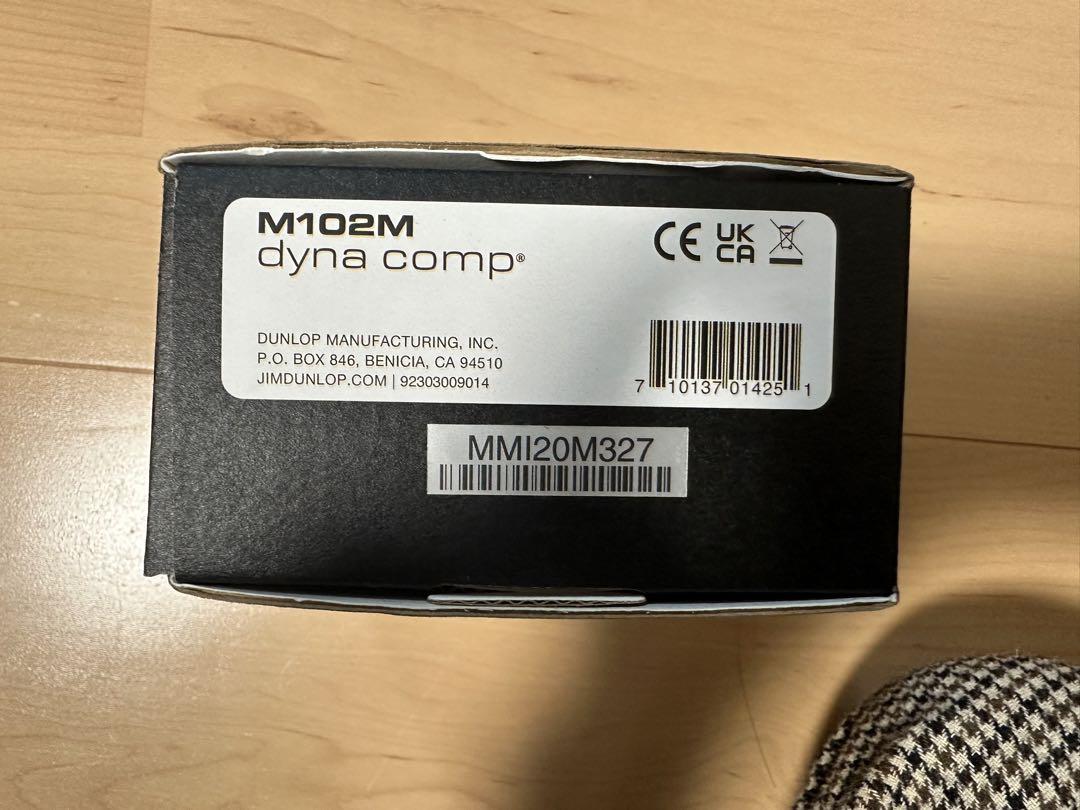 M102M
dyna comp®
CE UK CA
DUNLOP MANUFACTURING, INC.
P.O. BOX 846, BENICIA, CA 94510
JIMDUNLOP.COM | 92303009014
7 10137 01425 1
MMI20M327